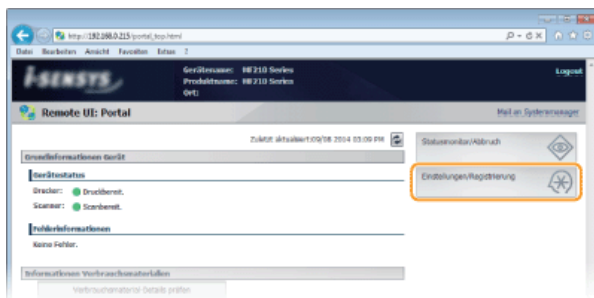 http://192.168.0.215/portal_top.html
Datei Bearbeiten Ansicht Favoriten Extras ?
i-SENSYS
Gerätename: MF210 Series
Produktname: MF210 Series
Ort:
Logout
Remote UI: Portal
Mail an Systemmanager
Zuletzt aktualisiert:09/08 2014 03:09 PM
Grundinformationen Gerät
Gerätestatus
Drucker: Druckbereit.
Scanner: Scanbereit.
Fehlerinformationen
Keine Fehler.
Informationen Verbrauchsmaterialien
Verbrauchsmaterial Details prüfen
Statusmonitor/Abbruch
Einstellungen/Registrierung